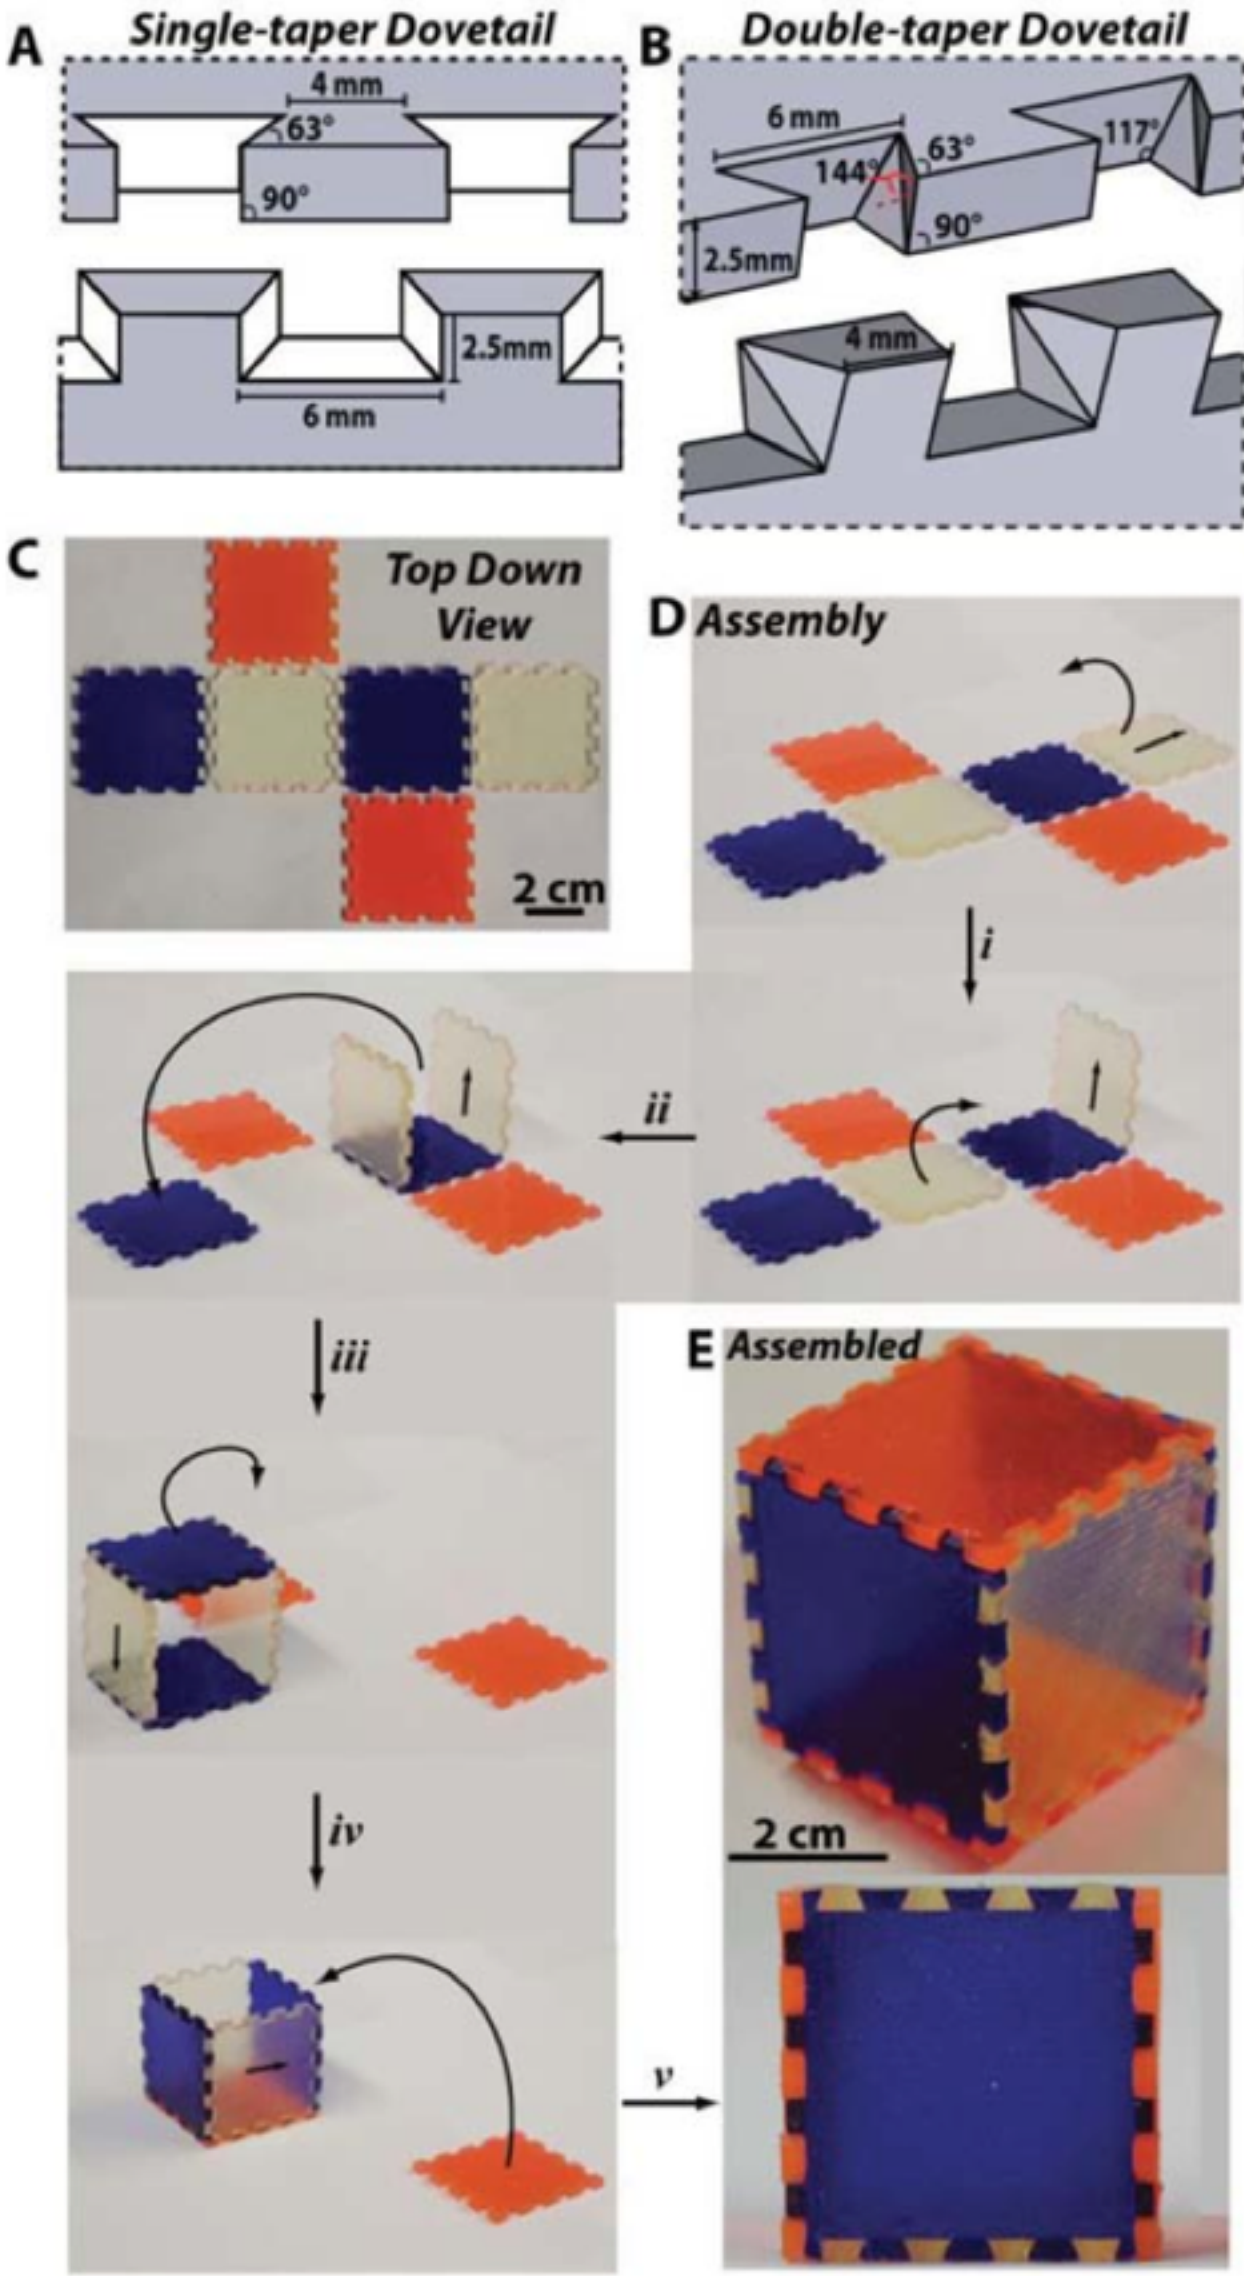 A Single-taper Dovetail
4 mm
63°
90°
2.5mm
6 mm
B Double-taper Dovetail
6 mm
144°
63°
117°
90°
2.5mm
4 mm
C
Top Down
View
2 cm
D Assembly
i
ii
iii
iv
v
E Assembled
2 cm